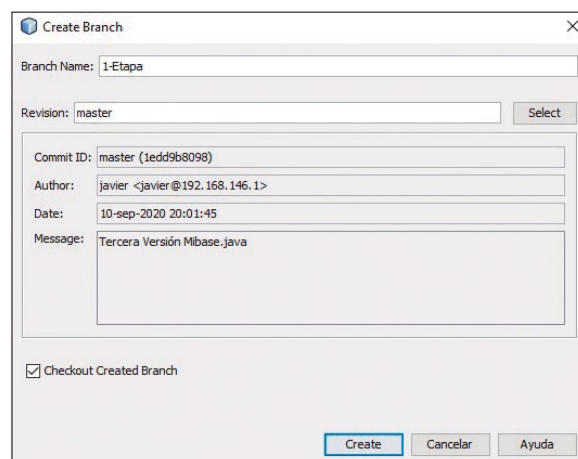 Create Branch
Branch Name: 1-Etapa
Revision: master Select
Commit ID: master (1edd9b8098)
Author: javier <javier@192.168.146.1>
Date: 10-sep-2020 20:01:45
Message: Tercera Versión Mibase.java
Checkout Created Branch
Create Cancelar Ayuda